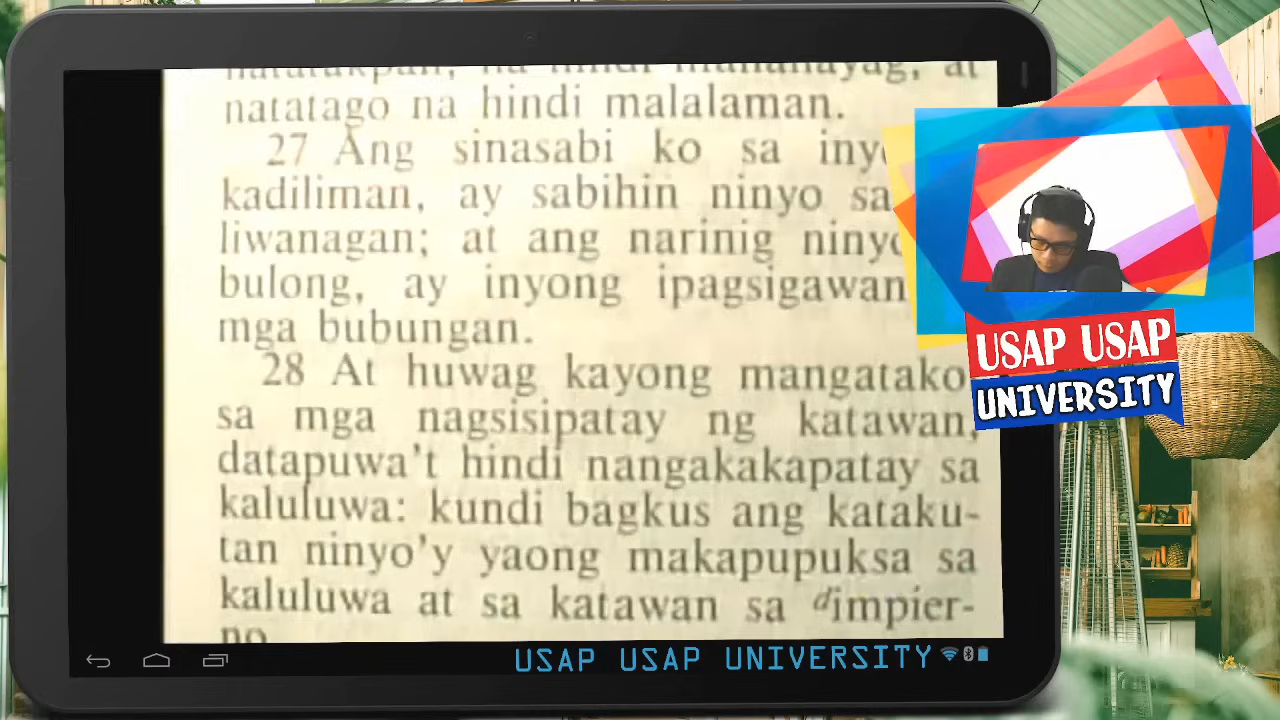 natatago na hindi malalaman.
27 Ang sinasabi ko sa
kadiliman, ay sabihin ninyo sa
liwanagan; at ang narinig
bulong, ay inyong ipagsigawan
mga bubungan.
28 At huwag kayong mangatako
sa mga nagsisipatay ng katawan,
datapuwa't hindi nangakakapatay sa
kaluluwa: kundi bagkus ang kataku-
tan ninyo'y yaong makapupuksa sa
kaluluwa at sa katawan sa dimpier-
no
USAP USAP UNIVERSITY
USAP USAP
UNIVERSITY